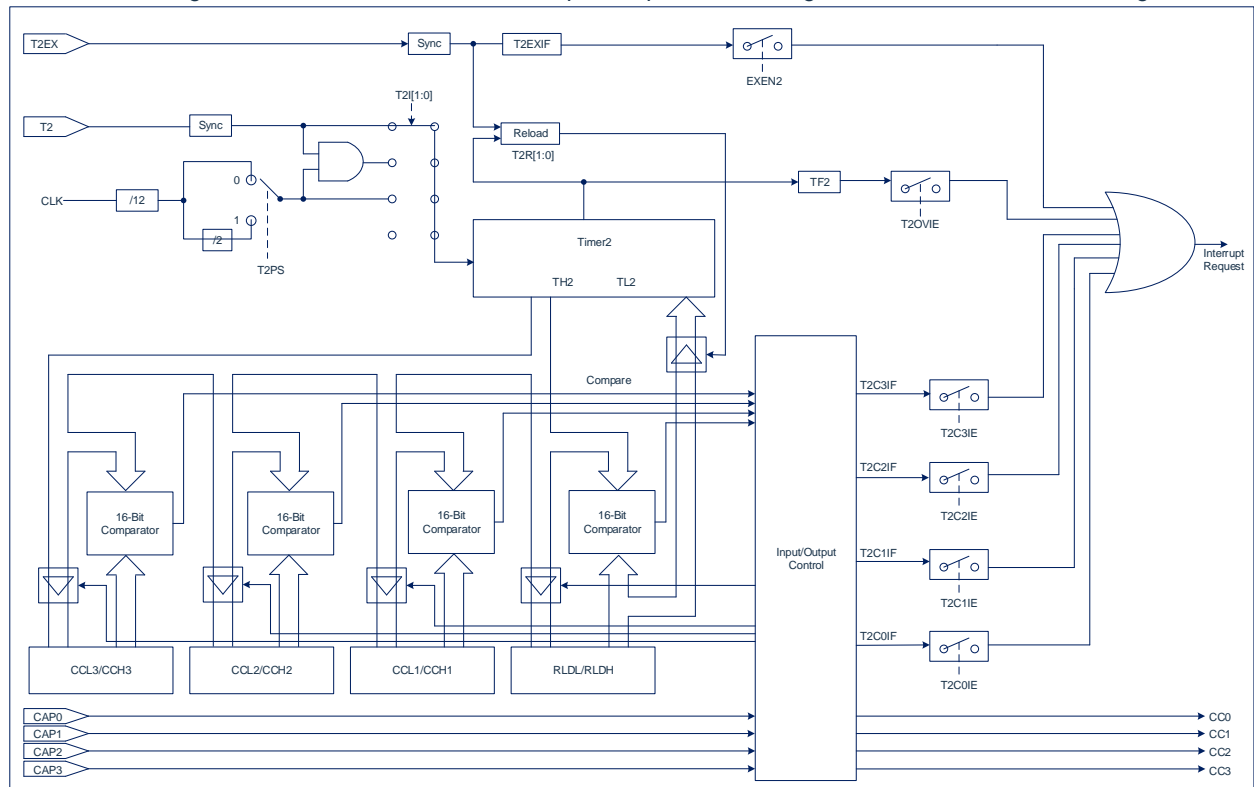 T2EX
Sync
T2EXIF
EXEN2
T2I[1:0]
T2
Sync
Reload
T2R[1:0]
0
CLK
/12
1
/2
T2PS
TF2
T2OVIE
Timer2
TH2 TL2
Interrupt
Request
Compare
16-Bit
Comparator
16-Bit
Comparator
16-Bit
Comparator
16-Bit
Comparator
Input/Output
Control
T2C3IF
T2C3IE
T2C2IF
T2C2IE
T2C1IF
T2C1IE
T2C0IF
T2C0IE
CCL3/CCH3
CCL2/CCH2
CCL1/CCH1
RLDL/RLDH
CAP0
CAP1
CAP2
CAP3
CC0
CC1
CC2
CC3